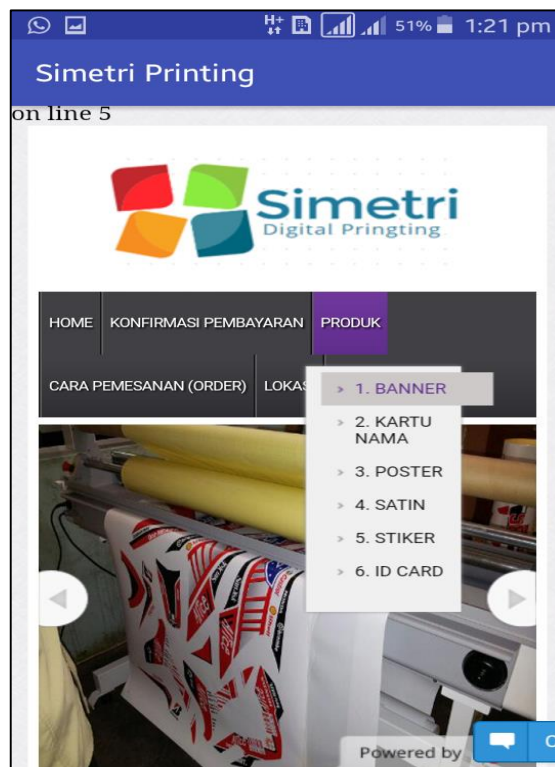 51% 1:21 pm
Simetri Printing
on line 5
Simetri
Digital Pringting
HOME KONFIRMASI PEMBAYARAN PRODUK
CARA PEMESANAN (ORDER)
» 1. BANNER
» 2. KARTU
NAMA
» 3. POSTER
» 4. SATIN
» 5. STIKER
» 6. ID CARD
Powered by